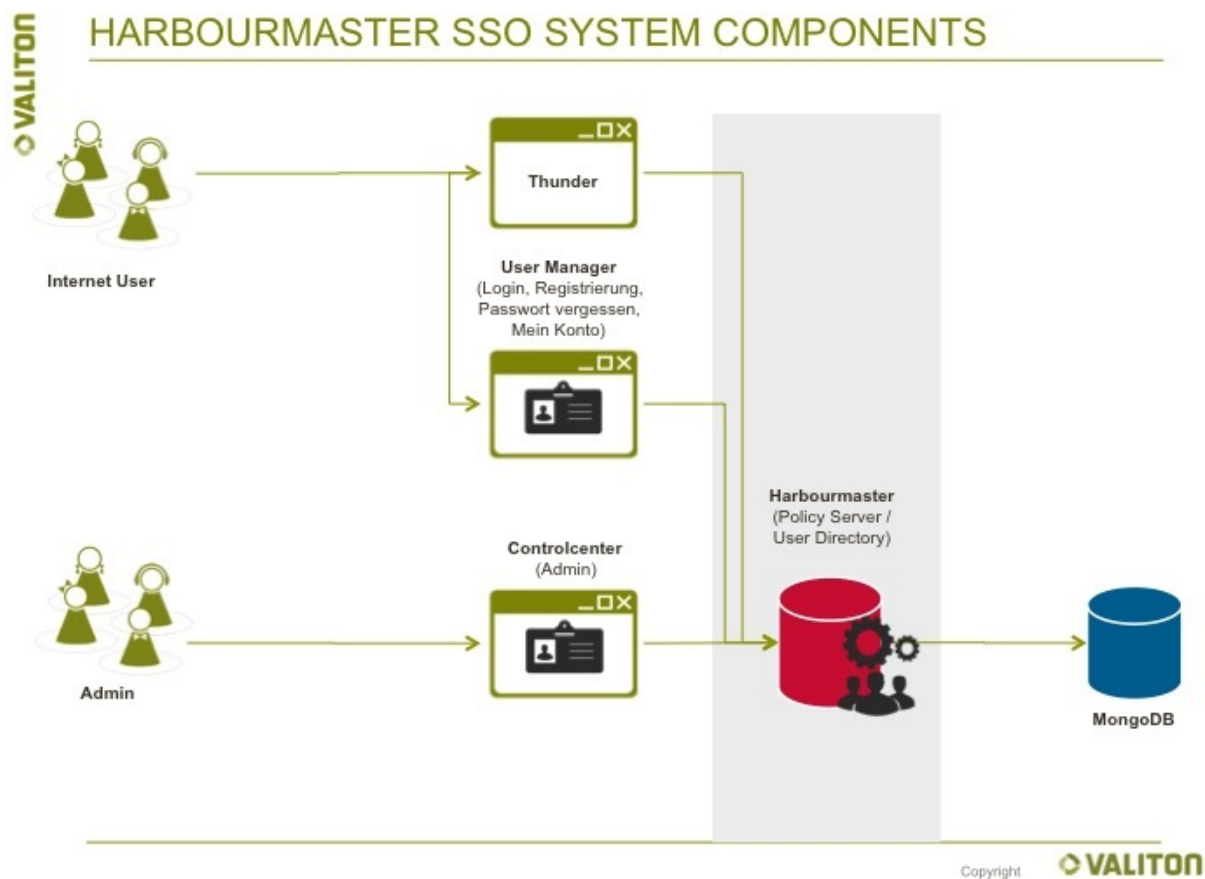 VALITON
HARBOURMASTER SSO SYSTEM COMPONENTS
Thunder
Internet User
User Manager
(Login, Registrierung,
Passwort vergessen,
Mein Konto)
Harbourmaster
(Policy Server /
User Directory)
Controlcenter
(Admin)
Admin
MongoDB
Copyright
VALITON